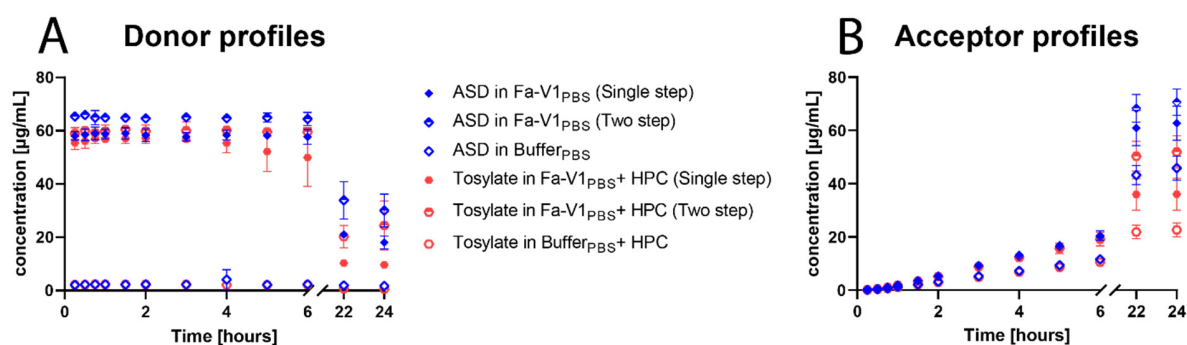 A Donor profiles
80
60
40
20
0
concentration [µg/mL]
0 2 4 6 22 24
Time [hours]
ASD in Fa-V1PBS (Single step)
ASD in Fa-V1PBS (Two step)
ASD in BufferPBS
Tosylate in Fa-V1PBS+ HPC (Single step)
Tosylate in Fa-V1PBS+ HPC (Two step)
Tosylate in BufferPBS+ HPC
B Acceptor profiles
80
60
40
20
0
concentration [µg/mL]
0 2 4 6 22 24
Time [hours]